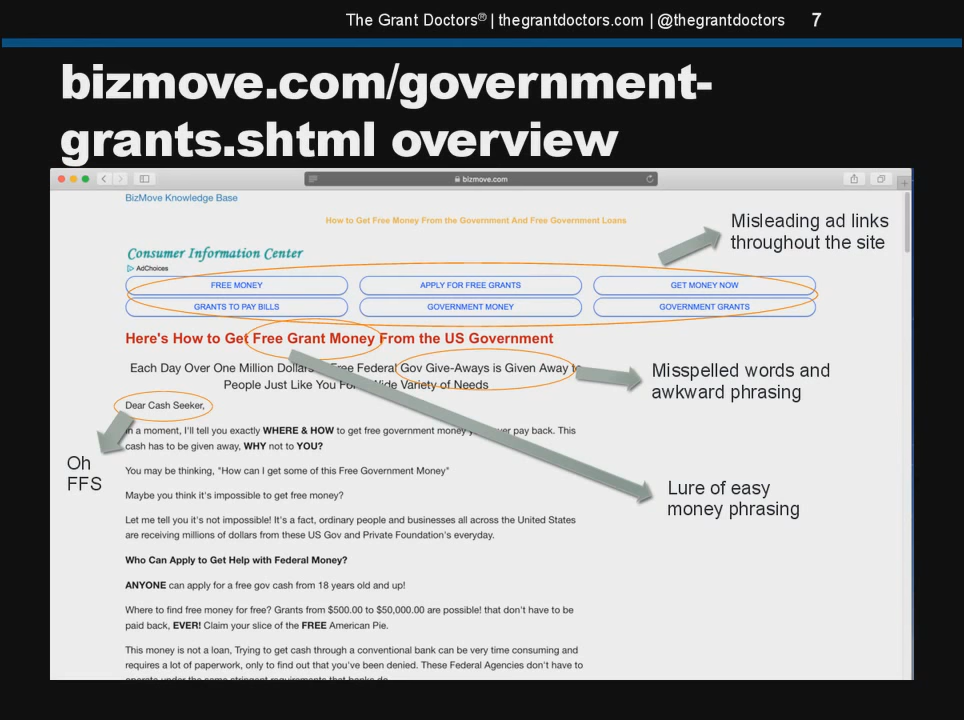 The Grant Doctors® | thegrantdoctors.com | @thegrantdoctors 7
bizmove.com/government-
grants.shtml overview
bizmove.com
BizMove Knowledge Base
How to Get Free Money From the Government And Free Government Loans
Misleading ad links
throughout the site
Consumer Information Center
AdChoices
FREE MONEY
APPLY FOR FREE GRANTS
GET MONEY NOW
GRANTS TO PAY BILLS
GOVERNMENT MONEY
GOVERNMENT GRANTS
Here's How to Get Free Grant Money From the US Government
Each Day Over One Million Dollars Free Federal Gov Give-Aways is Given Away to
People Just Like You For Wide Variety of Needs
Misspelled words and
awkward phrasing
Dear Cash Seeker,
In a moment, I'll tell you exactly WHERE & HOW to get free government money pay back. This
cash has to be given away, WHY not to YOU?
Oh
FFS
You may be thinking, "How can I get some of this Free Government Money"
Maybe you think it's impossible to get free money?
Lure of easy
money phrasing
Let me tell you it's not impossible! It's a fact, ordinary people and businesses all across the United States
are receiving millions of dollars from these US Gov and Private Foundation's everyday.
Who Can Apply to Get Help with Federal Money?
ANYONE can apply for a free gov cash from 18 years old and up!
Where to find free money for free? Grants from $500.00 to $50,000.00 are possible! that don't have to be
paid back, EVER! Claim your slice of the FREE American Pie.
This money is not a loan, Trying to get cash through a conventional bank can be very time consuming and
requires a lot of paperwork, only to find out that you've been denied. These Federal Agencies don't have to
operate under the same stringent requirements that banks do.